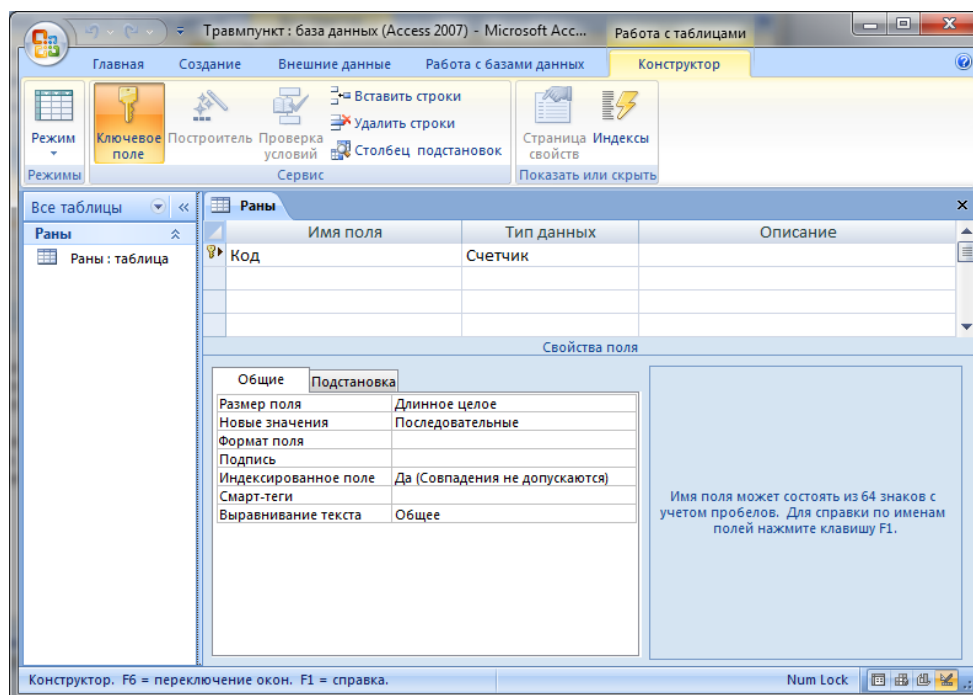 Травмпункт : база данных (Access 2007) - Microsoft Acc...
Работа с таблицами
Главная Создание Внешние данные Работа с базами данных Конструктор
Режим
Ключевое поле
Построитель
Проверка условий
Вставить строки
Удалить строки
Столбец подстановок
Страница свойств
Индексы
Режимы Сервис Показать или скрыть
Все таблицы
Раны
Раны : таблица
Раны
Имя поля Тип данных Описание
Код Счетчик
Свойства поля
Общие Подстановка
Размер поля Длинное целое
Новые значения Последовательные
Формат поля
Подпись
Индексированное поле Да (Совпадения не допускаются)
Смарт-теги
Выравнивание текста Общее
Имя поля может состоять из 64 знаков с
учетом пробелов. Для справки по именам
полей нажмите клавишу F1.
Конструктор. F6 = переключение окон. F1 = справка. Num Lock